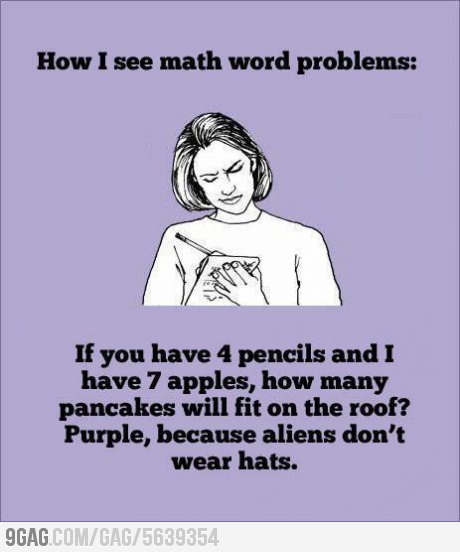 How I see math word problems:
If you have 4 pencils and I
have 7 apples, how many
pancakes will fit on the roof?
Purple, because aliens don't
wear hats.
9GAG.COM/GAG/5639354